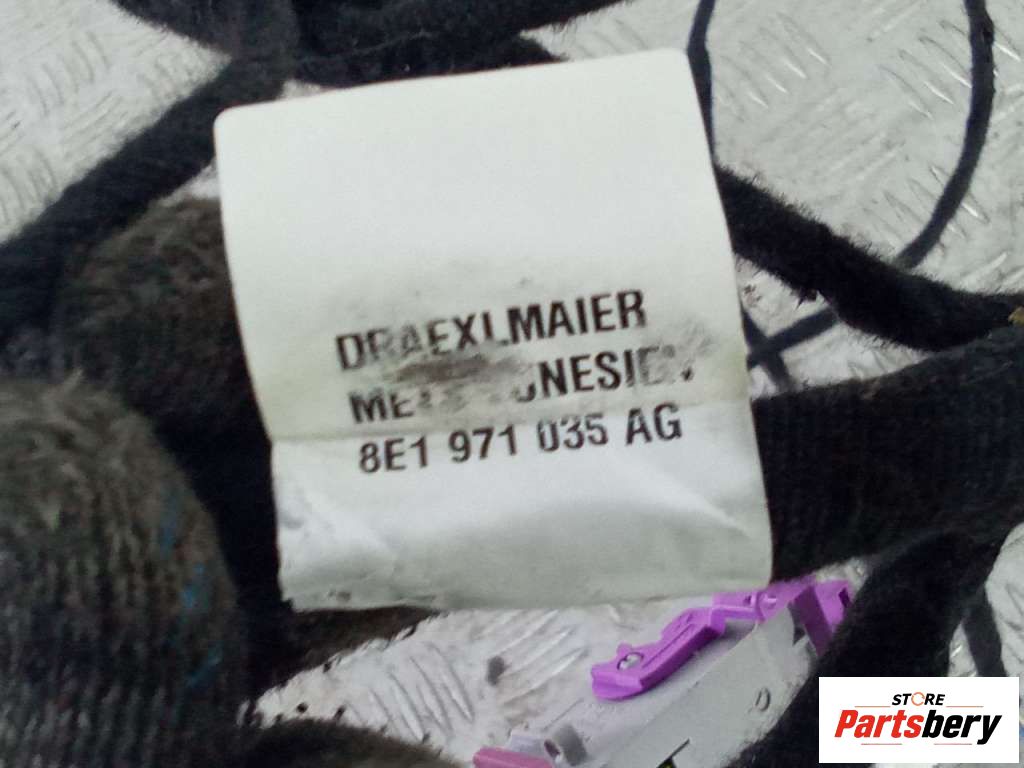 DRAEXLMAIER
8E1 971 035 AG
STORE
Partsbery